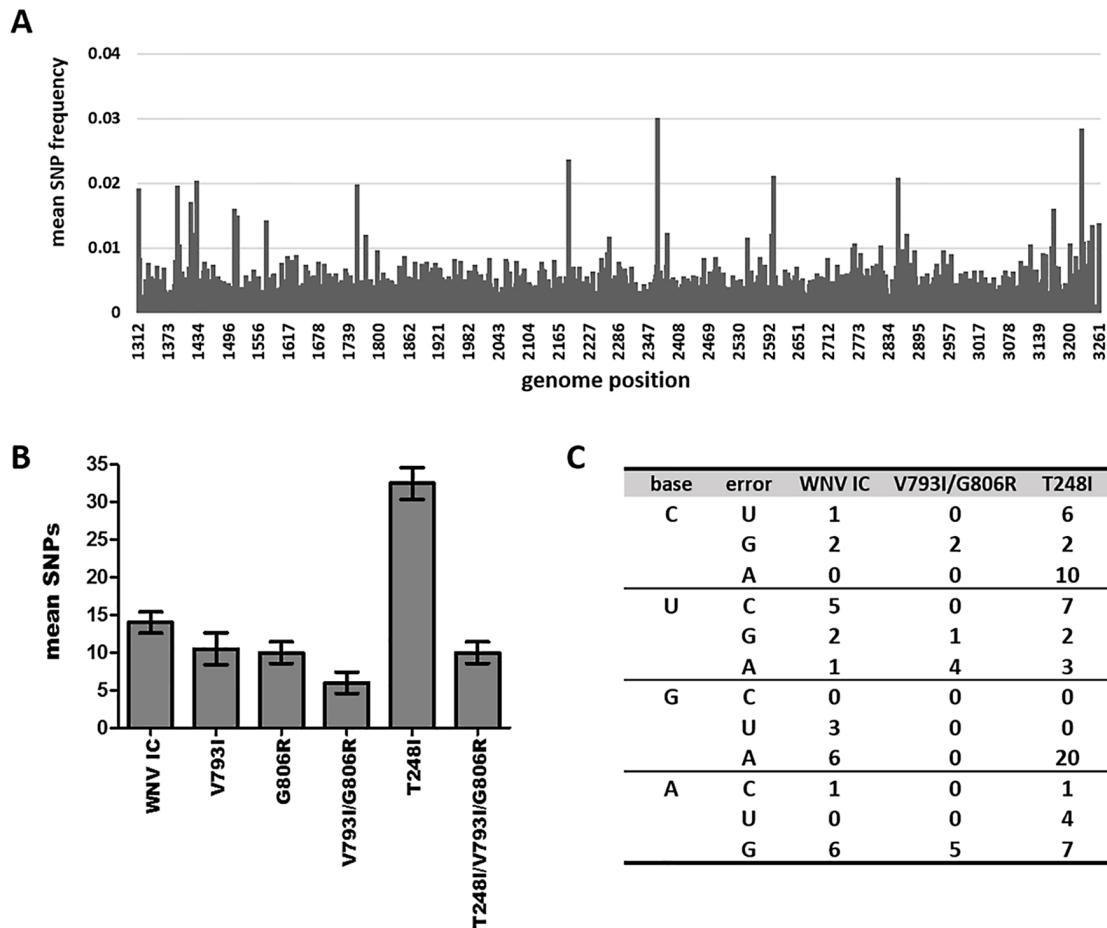 A
mean SNP frequency
0.04
0.03
0.02
0.01
0
1312 1373 1434 1496 1556 1617 1678 1739 1800 1862 1921 1982 2043 2104 2165 2227 2286 2347 2408 2469 2530 2592 2651 2712 2773 2834 2895 2957 3017 3078 3139 3200 3261
genome position
B
mean SNPs
35
30
25
20
15
10
5
0
WNV IC
V793I
G806R
V793I/G806R
T248I
T248I/V793I/G806R
C
base error WNV IC V793I/G806R T248I
C U 1 0 6
G 2 2 2
A 0 0 10
U C 5 0 7
G 2 1 2
A 1 4 3
G C 0 0 0
U 3 0 0
A 6 0 20
A C 1 0 1
U 0 0 4
G 6 5 7